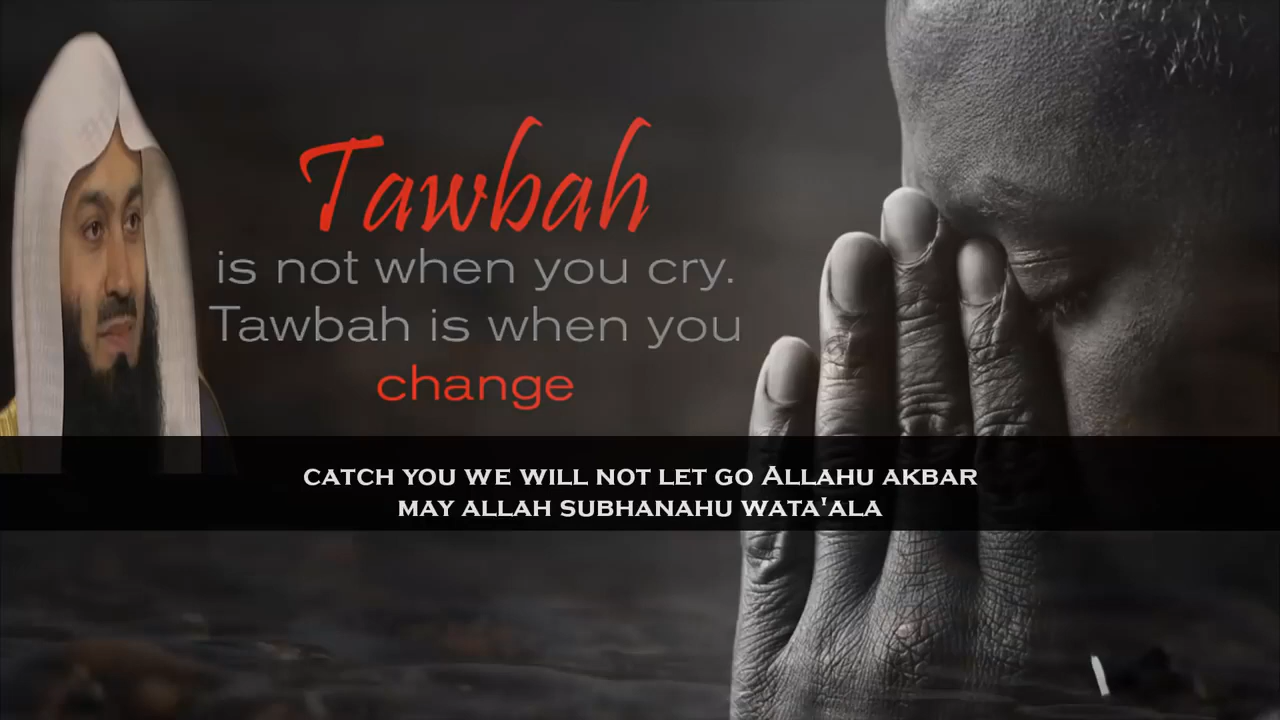 Tawbah
is not when you cry.
Tawbah is when you
change
CATCH YOU WE WILL NOT LET GO ALLAHU AKBAR
MAY ALLAH SUBHANAHU WATA'ALA